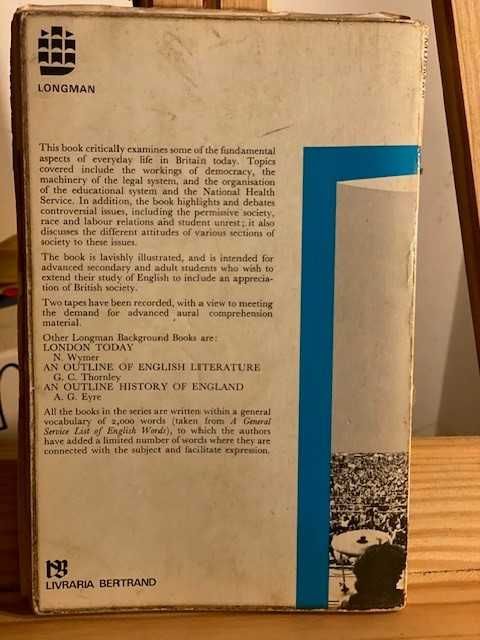 LONGMAN
This book critically examines some of the fundamental
aspects of everyday life in Britain today. Topics
covered include the workings of democracy, the
machinery of the legal system, and the organisation
of the educational system and the National Health
Service. In addition, the book highlights and debates
controversial issues, including the permissive society,
race and labour relations and student unrest; it also
discusses the different attitudes of various sections of
society to these issues.
The book is lavishly illustrated, and is intended for
advanced secondary and adult students who wish to
extend their study of English to include an apprecia-
tion of British society.
Two tapes have been recorded, with a view to meeting
the demand for advanced aural comprehension
material.
Other Longman Background Books are:
LONDON TODAY
N. Wymer
AN OUTLINE OF ENGLISH LITERATURE
G. C. Thornley
AN OUTLINE HISTORY OF ENGLAND
A. G. Eyre
All the books in the series are written within a general
vocabulary of 2,000 words (taken from A General
Service List of English Words), to which the authors
have added a limited number of words where they are
connected with the subject and facilitate expression.
LIVRARIA BERTRAND